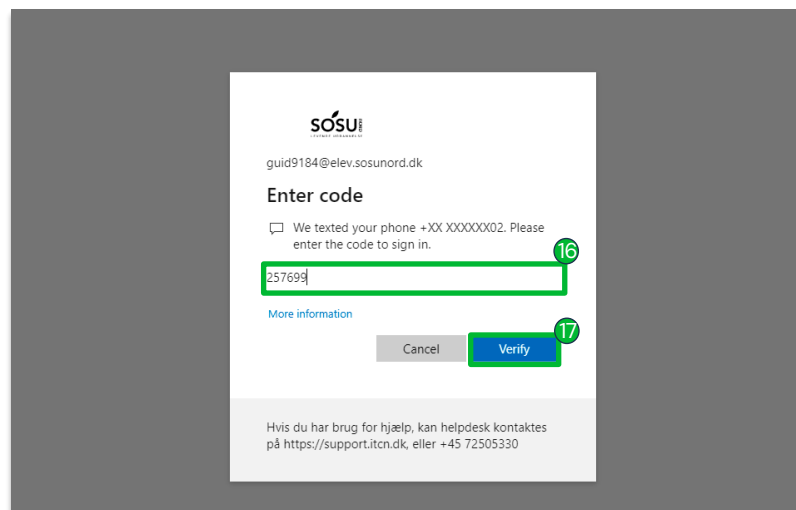 SOSU
guid9184@elev.sosunord.dk
Enter code
We texted your phone +XX XXXXXX02. Please
enter the code to sign in.
16
257699
More information
17
Cancel
Verify
Hvis du har brug for hjælp, kan helpdesk kontaktes
på https://support.itcn.dk, eller +45 72505330